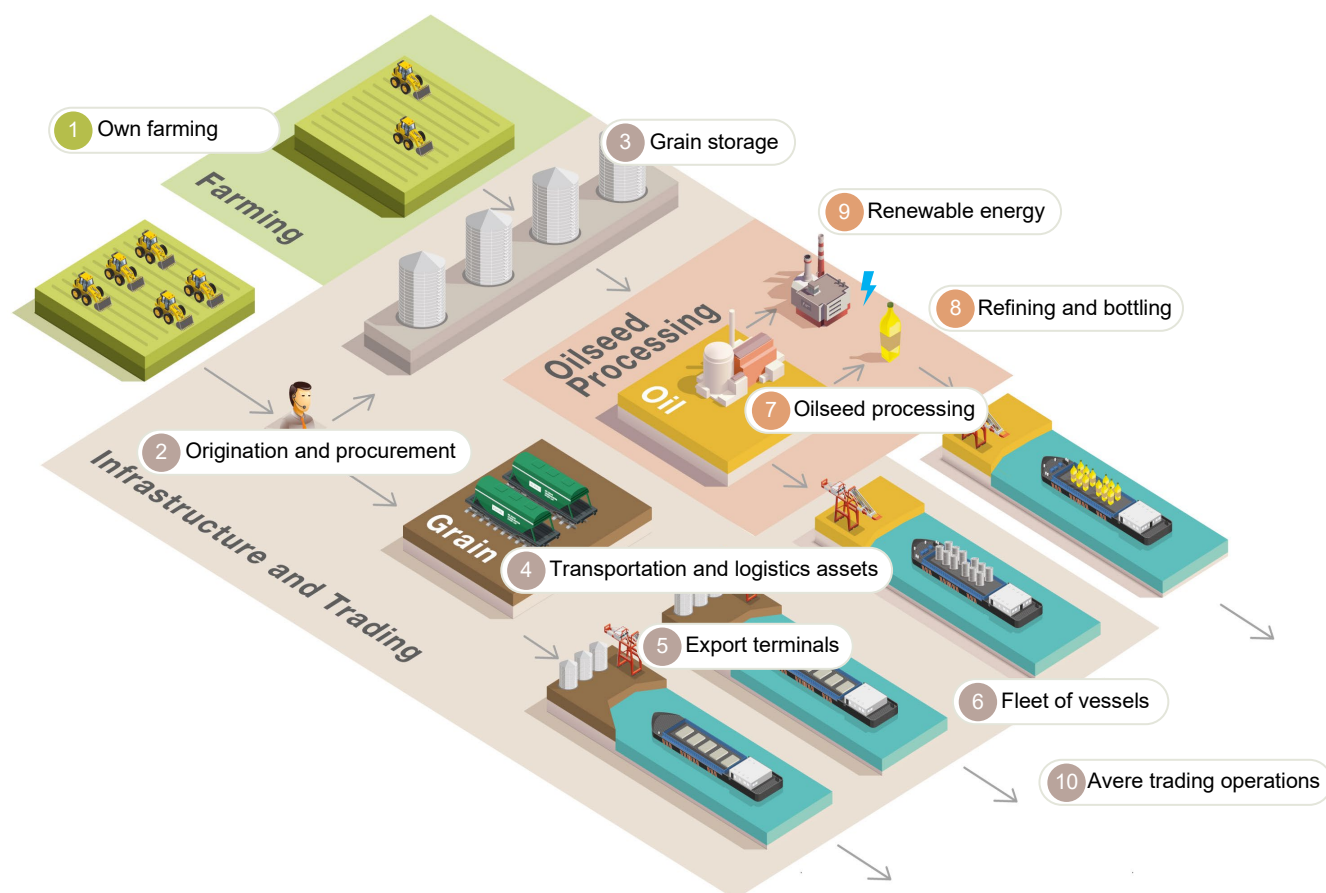 1 Own farming
3 Grain storage
Farming
9 Renewable energy
8 Refining and bottling
Oilseed
Processing
Oil
7 Oilseed processing
2 Origination and procurement
Infrastructure and Trading
Grain
4 Transportation and logistics assets
5 Export terminals
6 Fleet of vessels
10 Avere trading operations